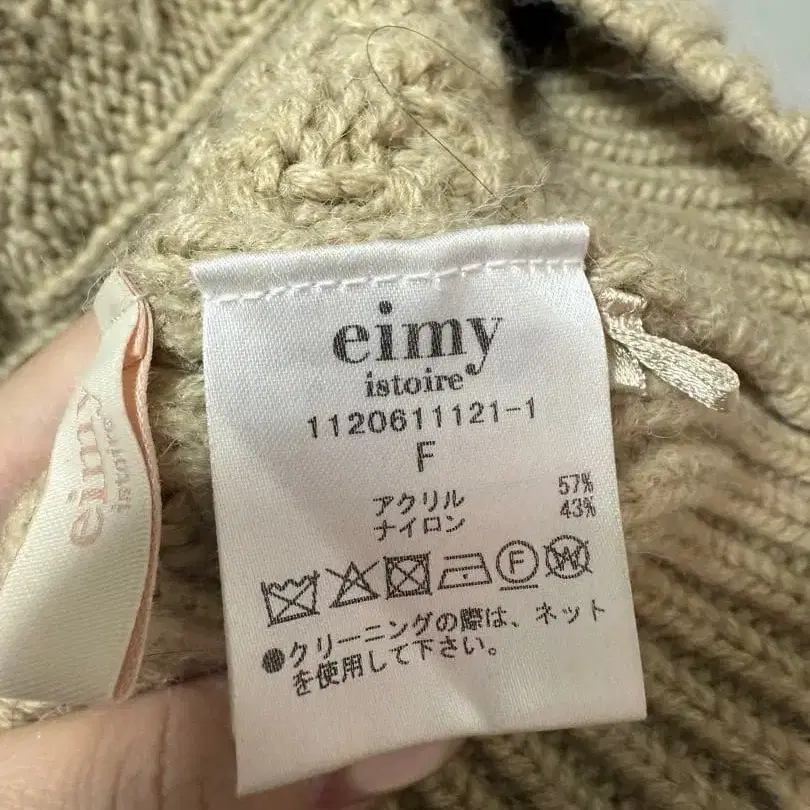 eimy
istoire
1120611121-1
F
アクリル 57%
ナイロン 43%
F
W
●クリーニングの際は、ネット
を使用して下さい。
eimy
istoire